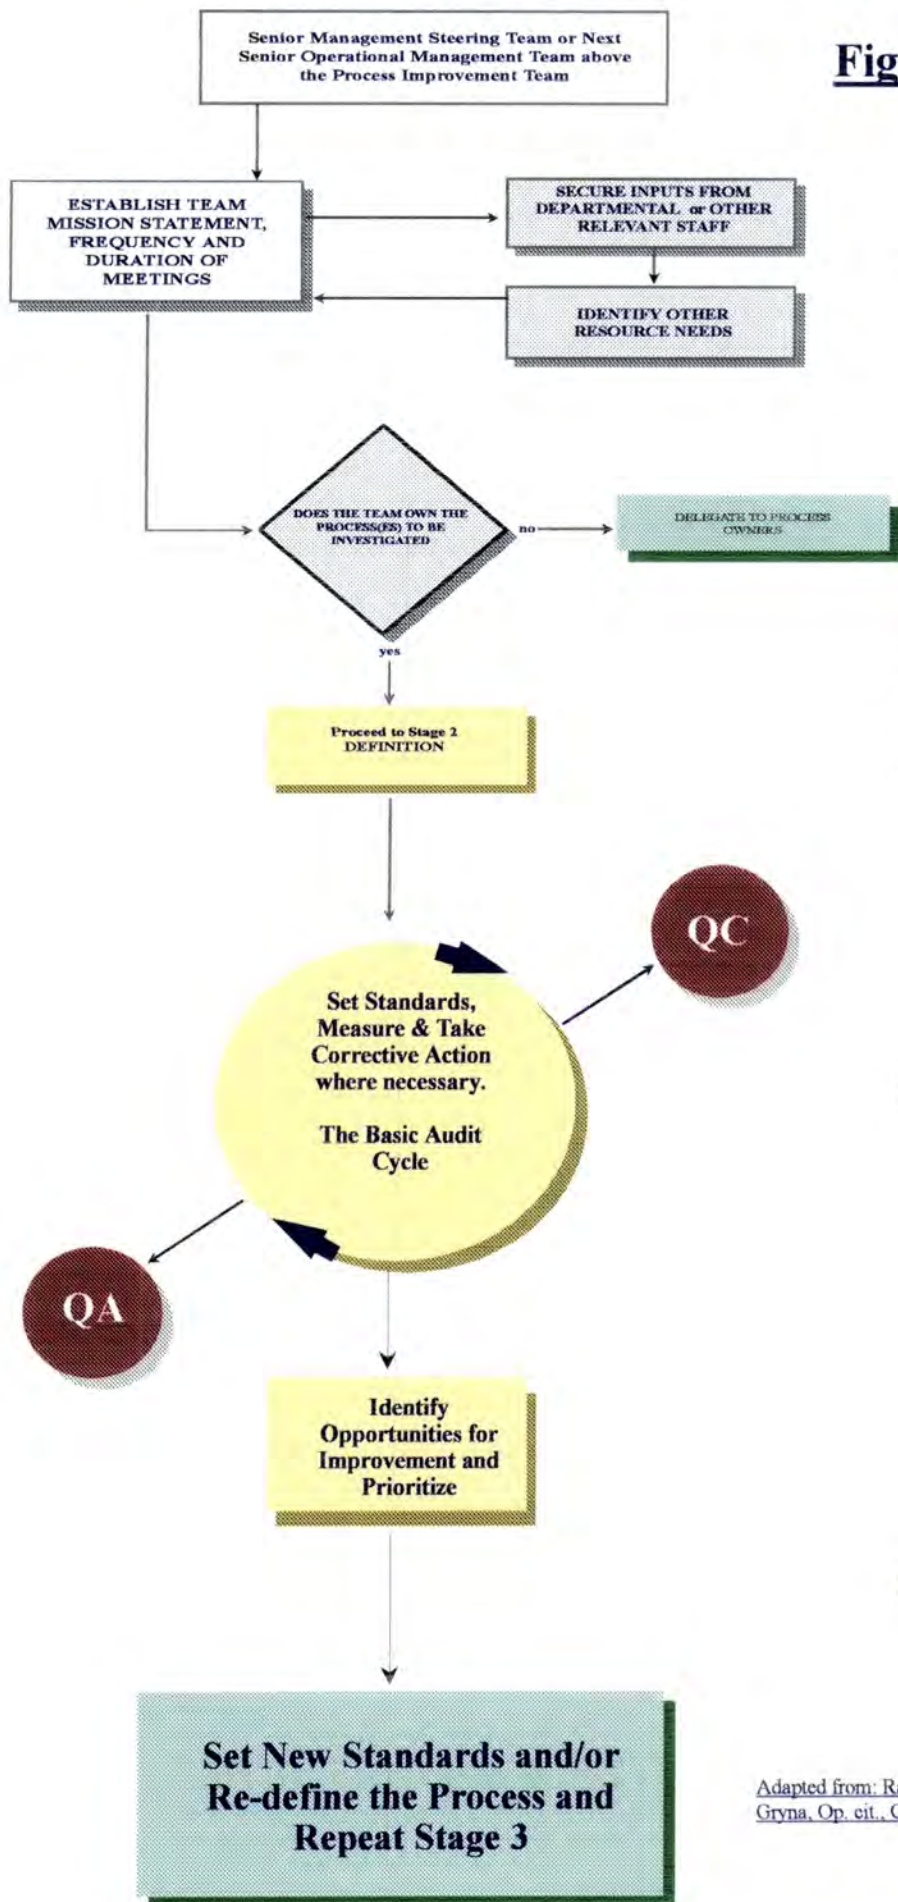 Senior Management Steering Team or Next
Senior Operational Management Team above
the Process Improvement Team
Fig
ESTABLISH TEAM
MISSION STATEMENT,
FREQUENCY AND
DURATION OF
MEETINGS
SECURE INPUTS FROM
DEPARTMENTAL or OTHER
RELEVANT STAFF
IDENTIFY OTHER
RESOURCE NEEDS
DOES THE TEAM OWN THE
PROCESS(ES) TO BE
INVESTIGATED
no
DELEGATE TO PROCESS
OWNERS
yes
Proceed to Stage 2
DEFINITION
QC
Set Standards,
Measure & Take
Corrective Action
where necessary.
The Basic Audit
Cycle
QA
Identify
Opportunities for
Improvement and
Prioritize
Set New Standards and/or
Re-define the Process and
Repeat Stage 3
Adapted from: Ra
Gryna, Op. cit., C